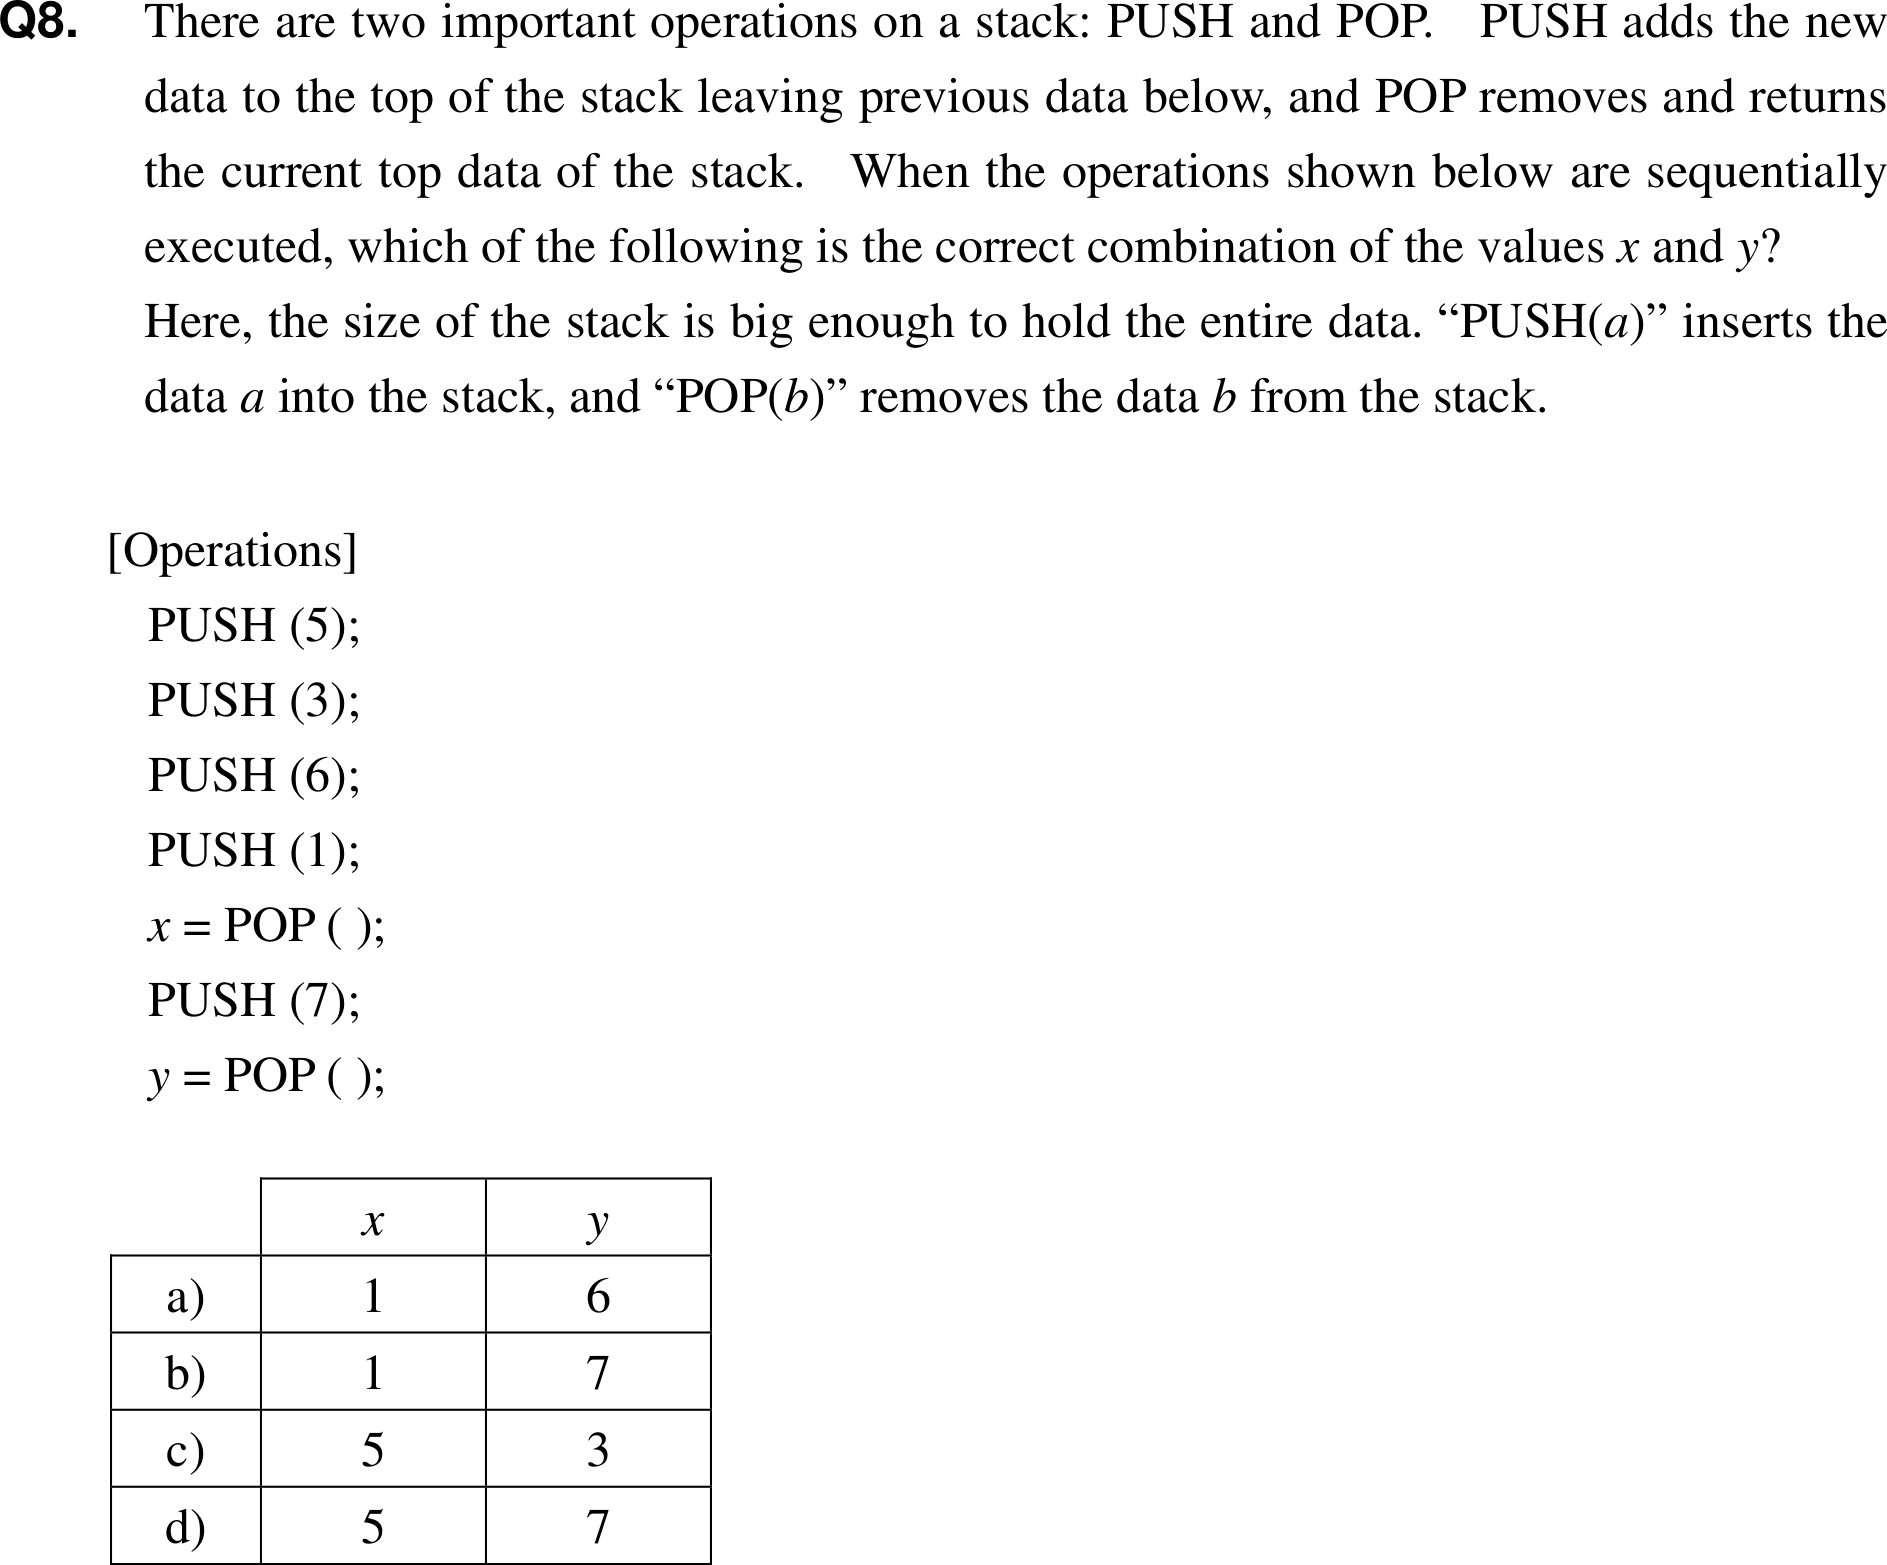 Q8. There are two important operations on a stack: PUSH and POP. PUSH adds the new
data to the top of the stack leaving previous data below, and POP removes and returns
the current top data of the stack. When the operations shown below are sequentially
executed, which of the following is the correct combination of the values x and y?
Here, the size of the stack is big enough to hold the entire data. “PUSH(a)” inserts the
data a into the stack, and “POP(b)” removes the data b from the stack.
[Operations]
PUSH (5);
PUSH (3);
PUSH (6);
PUSH (1);
x = POP ( );
PUSH (7);
y = POP ( );
x y
a) 1 6
b) 1 7
c) 5 3
d) 5 7